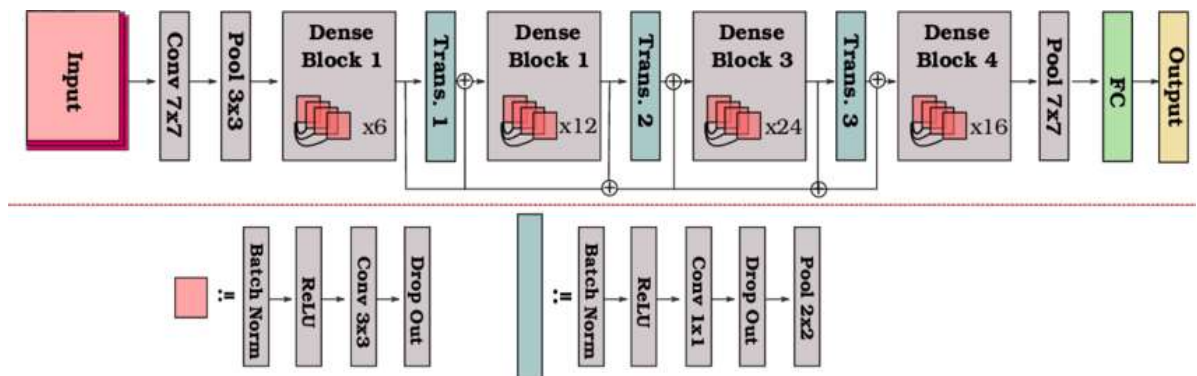 Input
Conv 7x7
Pool 3x3
Dense
Block 1
x6
Trans. 1
Dense
Block 1
x12
Trans. 2
Dense
Block 3
x24
Trans. 3
Dense
Block 4
x16
Pool 7x7
FC
Output
::=
Batch Norm
ReLU
Conv 3x3
Drop Out
::=
Batch Norm
ReLU
Conv 1x1
Drop Out
Pool 2x2